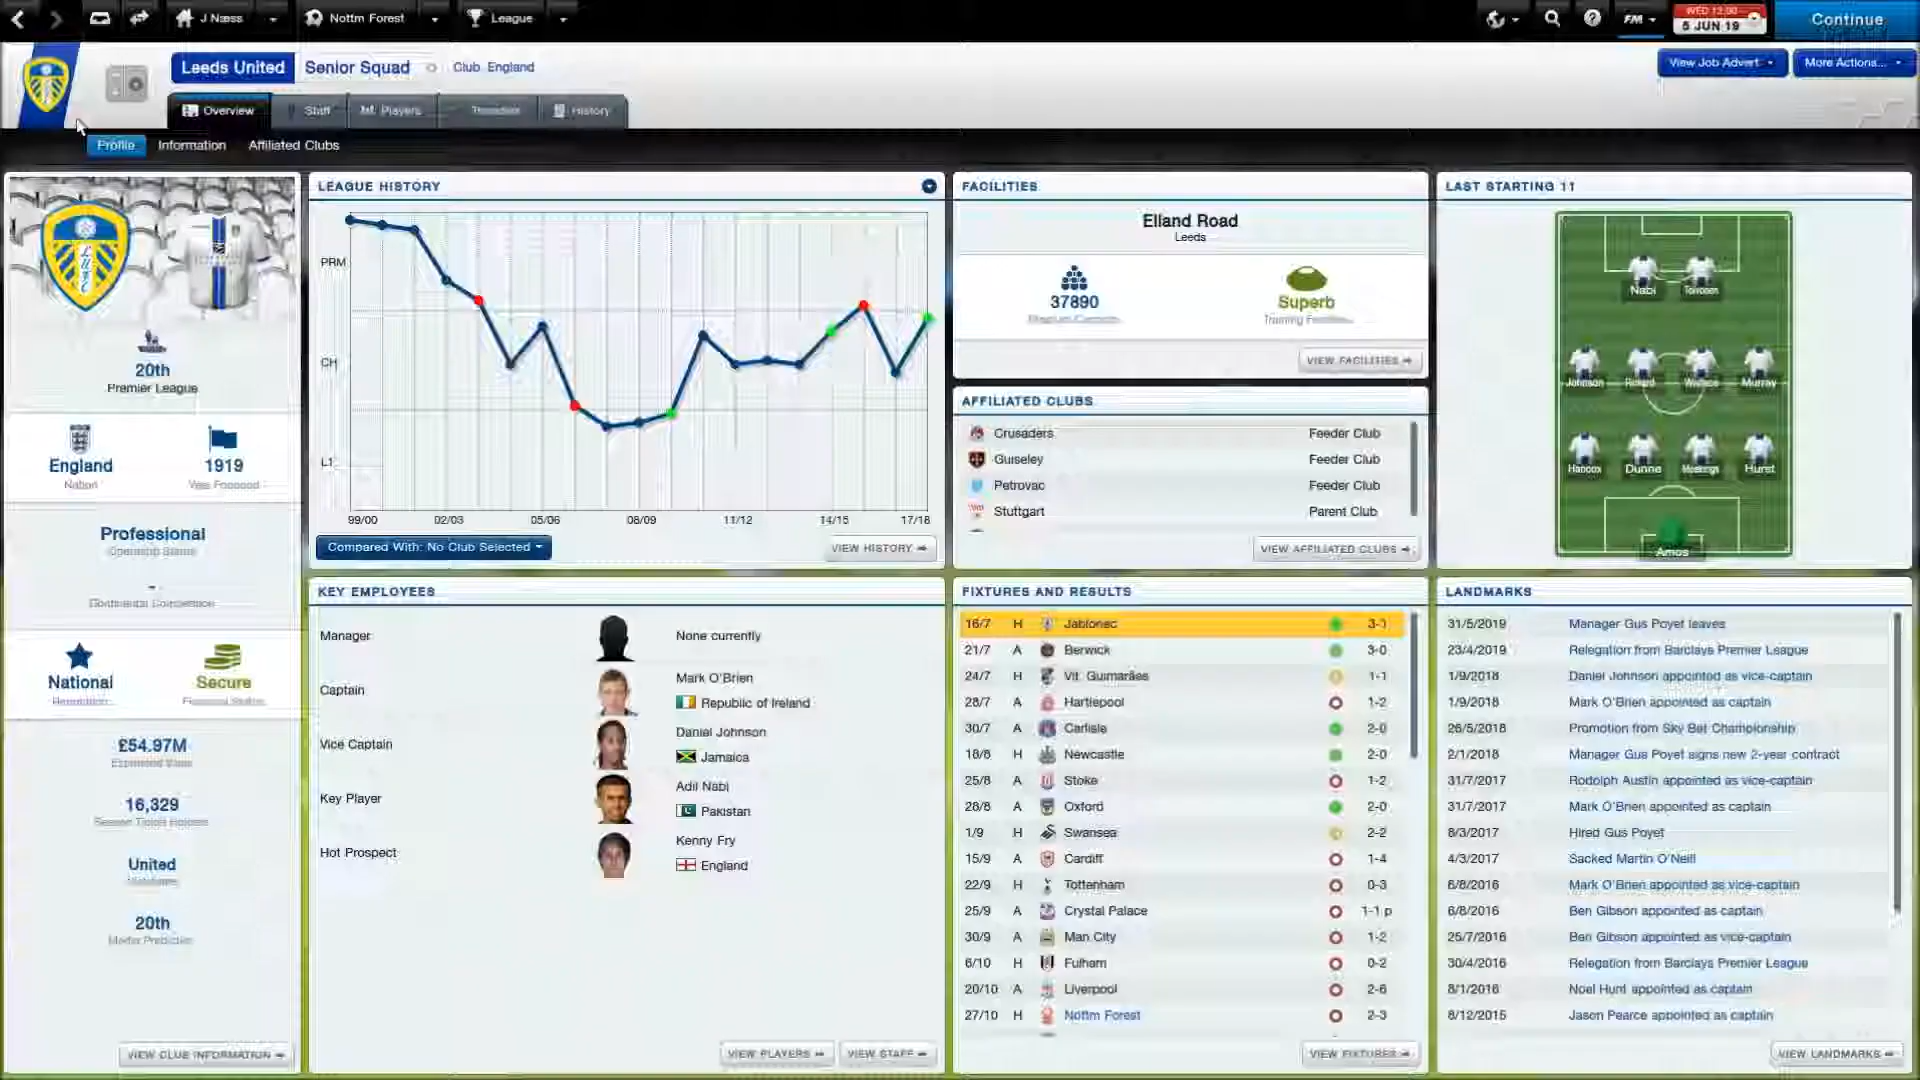 J Næss
Nottm Forest
League
WED 12:00
5 JUN 19
Continue
Leeds United
Senior Squad
Club England
View Job Advert
More Actions...
Overview
Staff
Players
Transfers
History
Profile
Information
Affiliated Clubs
20th
Premier League
England
Nation
1919
Year Founded
Professional
-
National
Secure
£54.97M
16,329
Season Ticket Holders
United
20th
Media Prediction
VIEW CLUB INFORMATION
LEAGUE HISTORY
PRM
CH
L1
99/00
02/03
05/06
08/09
11/12
14/15
17/18
Compared With: No Club Selected
VIEW HISTORY
KEY EMPLOYEES
Manager
None currently
Captain
Mark O'Brien
Republic of Ireland
Vice Captain
Daniel Johnson
Jamaica
Key Player
Adil Nabi
Pakistan
Hot Prospect
Kenny Fry
England
VIEW PLAYERS
VIEW STAFF
FACILITIES
Elland Road
Leeds
37890
Superb
VIEW FACILITIES
AFFILIATED CLUBS
Crusaders Feeder Club
Guiseley Feeder Club
Petrovac Feeder Club
Stuttgart Parent Club
VIEW AFFILIATED CLUBS
FIXTURES AND RESULTS
16/7 H Jablonec 3-1
21/7 A Berwick 3-0
24/7 H Vit. Guimarães 1-1
28/7 A Hartlepool 1-2
30/7 A Carlisle 2-0
18/8 H Newcastle 2-0
25/8 A Stoke 1-2
28/8 A Oxford 2-0
1/9 H Swansea 2-2
15/9 A Cardiff 1-4
22/9 H Tottenham 0-3
25/9 A Crystal Palace 1-1 p
30/9 A Man City 1-2
6/10 H Fulham 0-2
20/10 A Liverpool 2-6
27/10 H Nottm Forest 2-3
VIEW FIXTURES
LAST STARTING 11
Nabi
Johnson
Wallace
Murray
Hancox
Dunne
Hurst
Amos
LANDMARKS
31/5/2019 Manager Gus Poyet leaves
23/4/2019 Relegation from Barclays Premier League
1/9/2018 Daniel Johnson appointed as vice-captain
1/9/2018 Mark O'Brien appointed as captain
26/5/2018 Promotion from Sky Bet Championship
2/1/2018 Manager Gus Poyet signs new 2-year contract
31/7/2017 Rodolph Austin appointed as vice-captain
31/7/2017 Mark O'Brien appointed as captain
8/3/2017 Hired Gus Poyet
4/3/2017 Sacked Martin O'Neill
6/8/2016 Mark O'Brien appointed as vice-captain
6/8/2016 Ben Gibson appointed as captain
25/7/2016 Ben Gibson appointed as vice-captain
30/4/2016 Relegation from Barclays Premier League
8/1/2016 Noel Hunt appointed as captain
8/12/2015 Jason Pearce appointed as captain
VIEW LANDMARKS